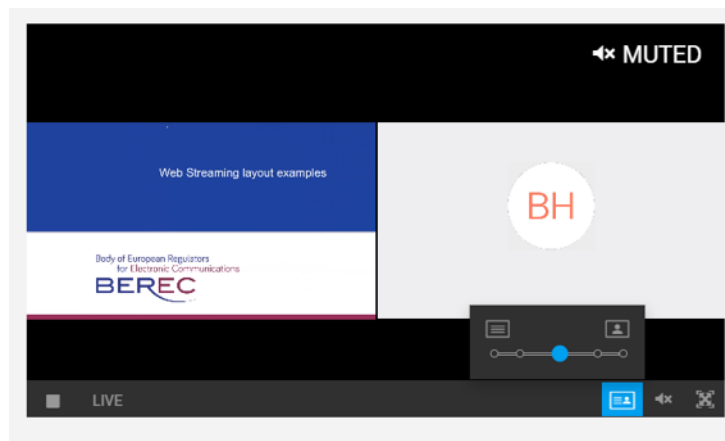 MUTED
Web Streaming layout examples
Body of European Regulators
for Electronic Communications
BEREC
BH
LIVE